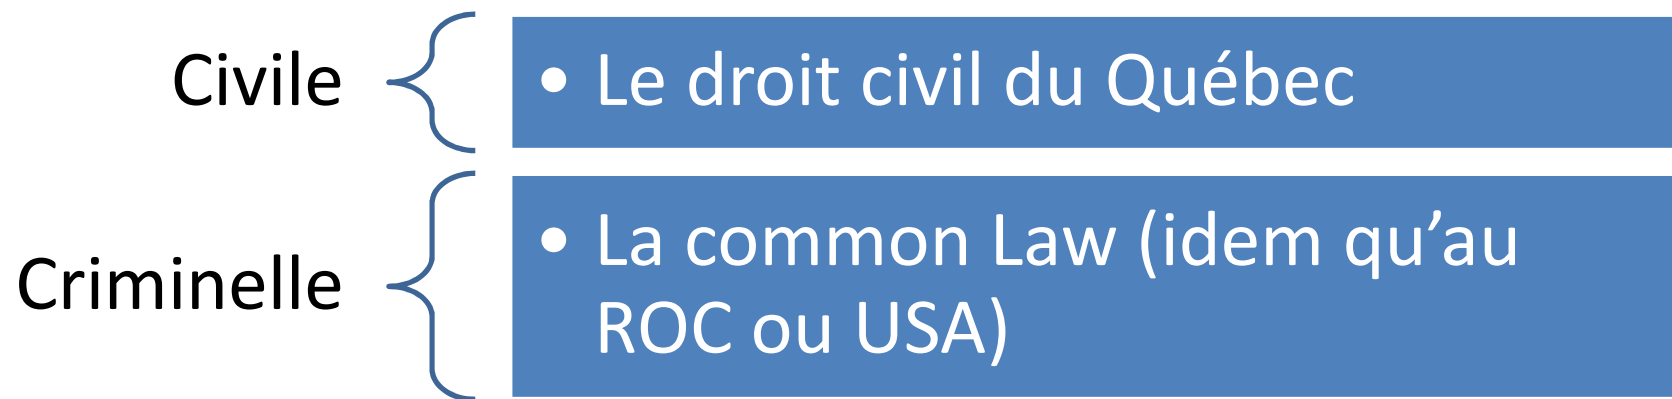 Civile
• Le droit civil du Québec
Criminelle
• La common Law (idem qu’au
ROC ou USA)